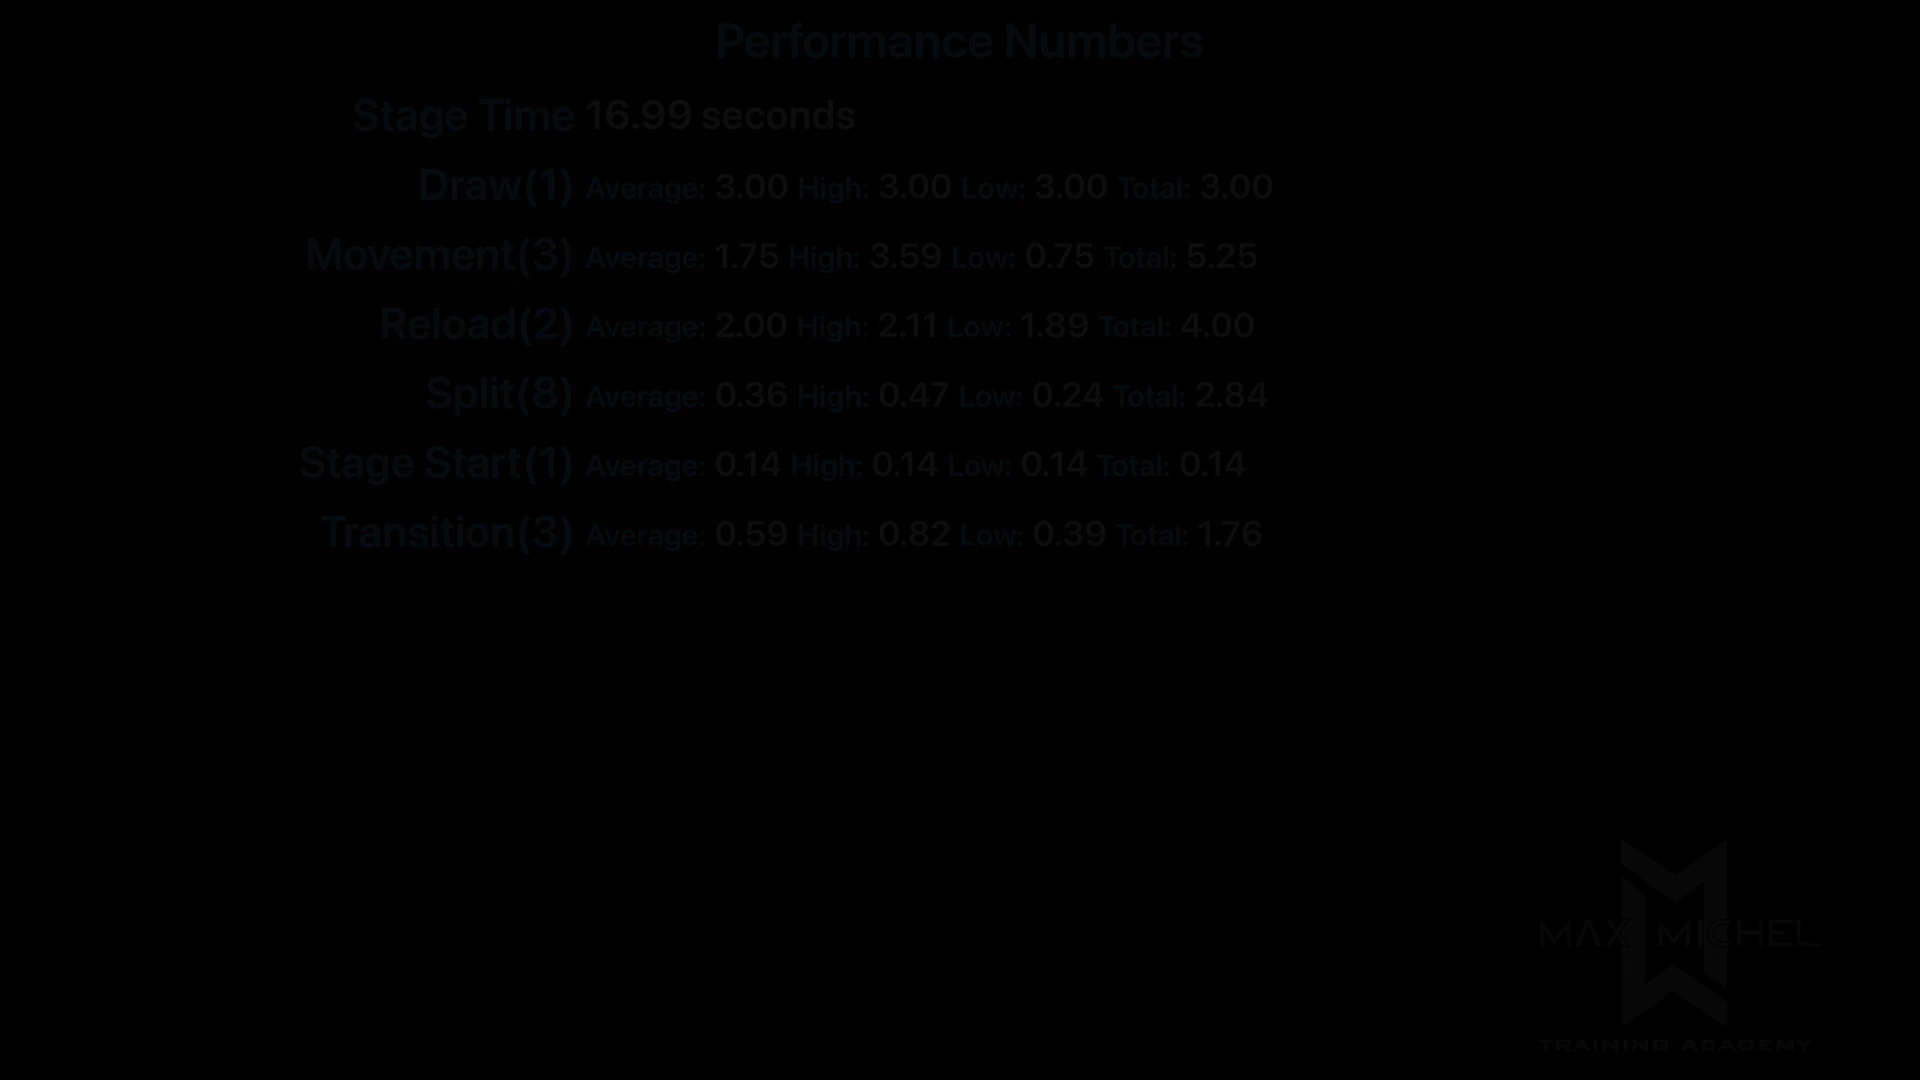 Performance Numbers
Stage Time 16.99 seconds
Draw(1) Average: 3.00 High: 3.00 Low: 3.00 Total: 3.00
Movement(3) Average: 1.75 High: 3.59 Low: 0.75 Total: 5.25
Reload(2) Average: 2.00 High: 2.11 Low: 1.89 Total: 4.00
Split(8) Average: 0.36 High: 0.47 Low: 0.24 Total: 2.84
Stage Start(1) Average: 0.14 High: 0.14 Low: 0.14 Total: 0.14
Transition(3) Average: 0.59 High: 0.82 Low: 0.39 Total: 1.76
MAX MICHEL
TRAINING ACADEMY